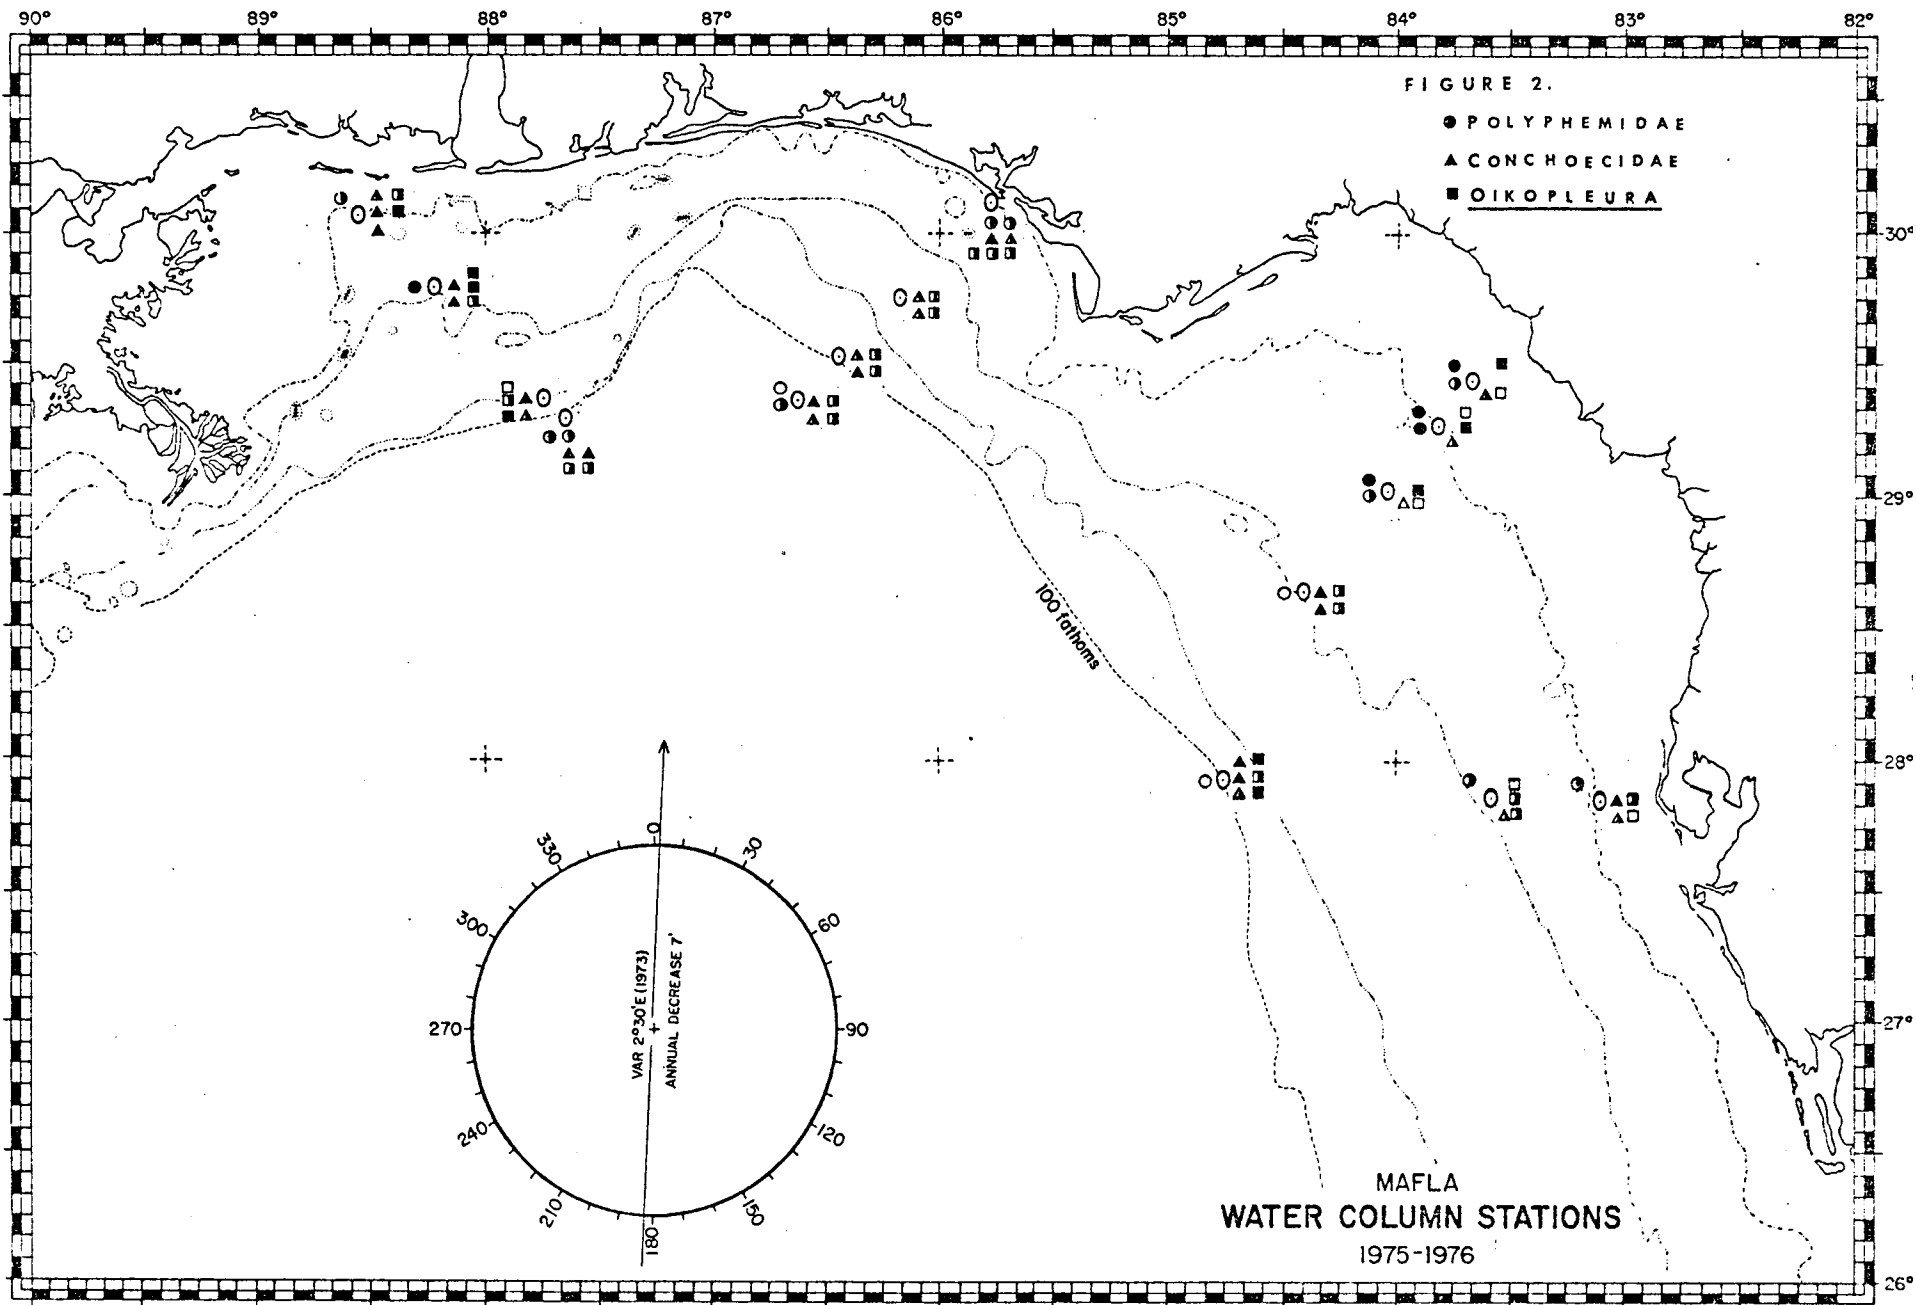 90° 89° 88° 87° 86° 85° 84° 83° 82°
FIGURE 2.
POLYPHEMIDAE
CONCHOECIDAE
OIKOPLEURA
30°
29°
100 fathoms
28°
0
330
30
300
60
VAR 2°30'E (1973)
ANNUAL DECREASE 7'
270
90
27°
240
120
210
150
180
MAFLA
WATER COLUMN STATIONS
1975-1976
26°